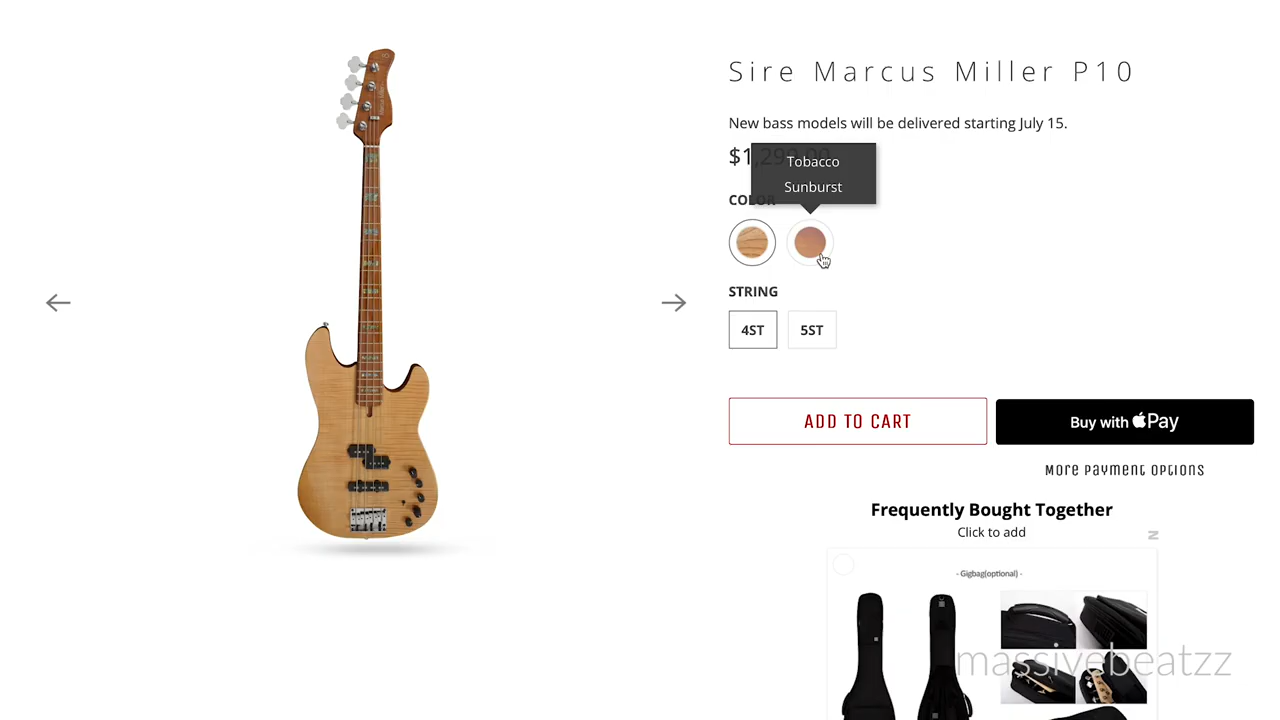 Sire Marcus Miller P10
New bass models will be delivered starting July 15.
$1,299.00
Tobacco
Sunburst
COLOR
STRING
4ST
5ST
ADD TO CART
Buy with Pay
More payment options
Frequently Bought Together
Click to add
- Gigbag(optional) -
massivebeatzz